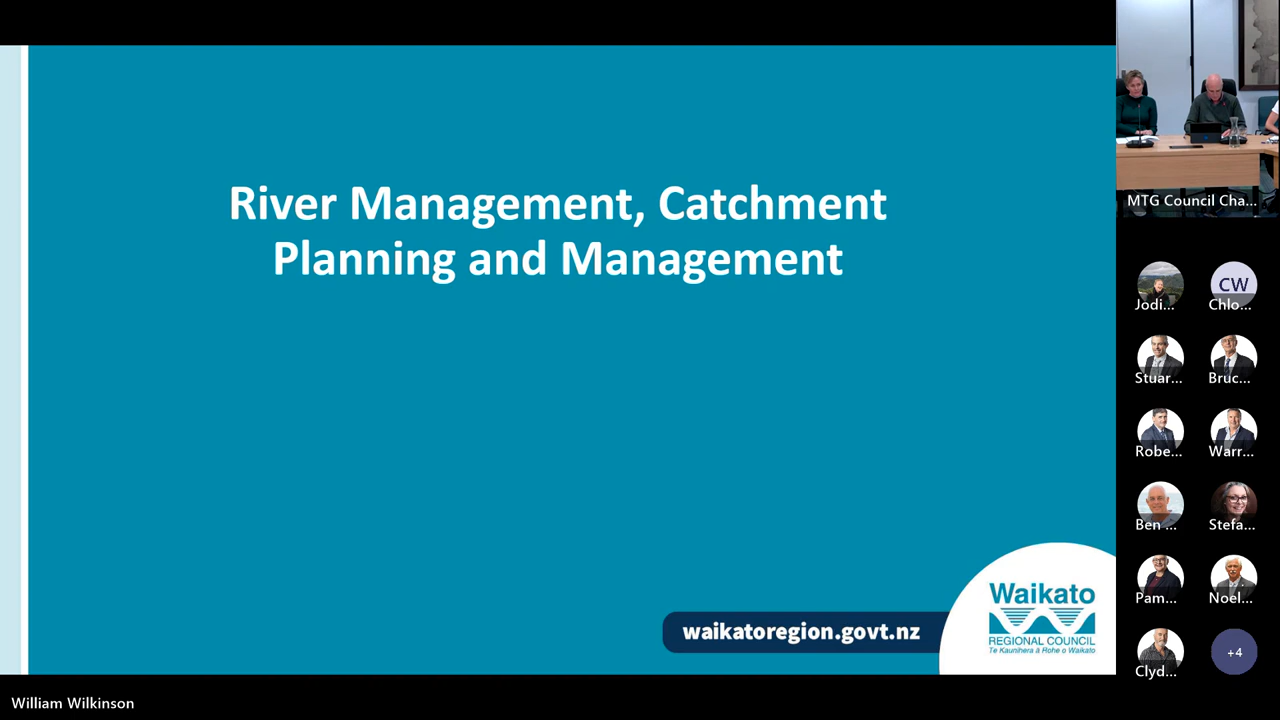 River Management, Catchment
Planning and Management
waikatoregion.govt.nz
Waikato
REGIONAL COUNCIL
Te Kaunihera ā Rohe o Waikato
MTG Council Cha...
Jodi...
CW
Chlo...
Stuar...
Bruc...
Robe...
Warr...
Ben ...
Stefa...
Pam...
Noel...
Clyd...
+4
William Wilkinson